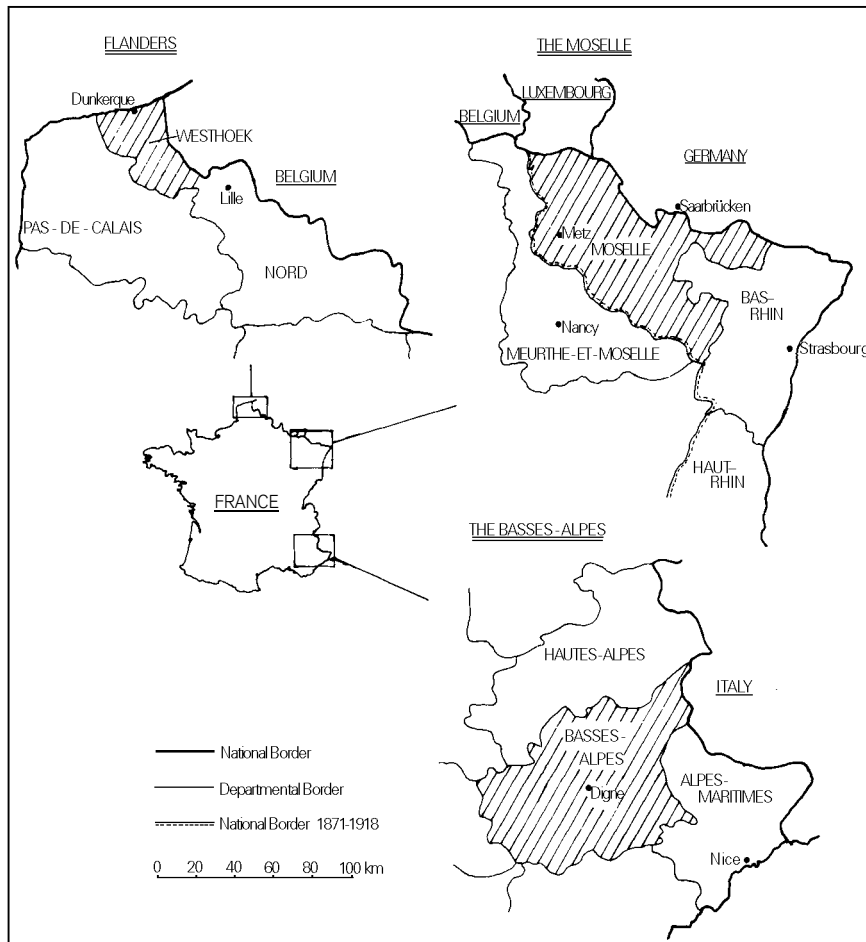 FLANDERS
Dunkerque
WESTHOEK
BELGIUM
Lille
PAS - DE - CALAIS
NORD
THE MOSELLE
LUXEMBOURG
BELGIUM
GERMANY
Saarbrücken
Metz
MOSELLE
BAS-
RHIN
Nancy
Strasbourg
MEURTHE-ET-MOSELLE
HAUT-
RHIN
FRANCE
THE BASSES - ALPES
HAUTES-ALPES
ITALY
BASSES-
ALPES
ALPES-
MARITIMES
Digne
Nice
National Border
Departmental Border
National Border 1871-1918
0 20 40 60 80 100 km